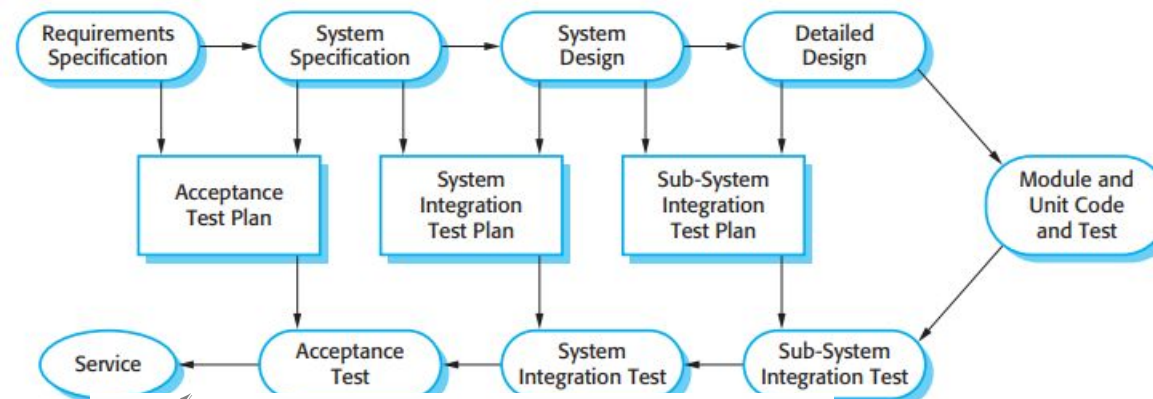 Requirements
Specification
System
Specification
System
Design
Detailed
Design
Acceptance
Test Plan
System
Integration
Test Plan
Sub-System
Integration
Test Plan
Module and
Unit Code
and Test
Service
Acceptance
Test
System
Integration Test
Sub-System
Integration Test